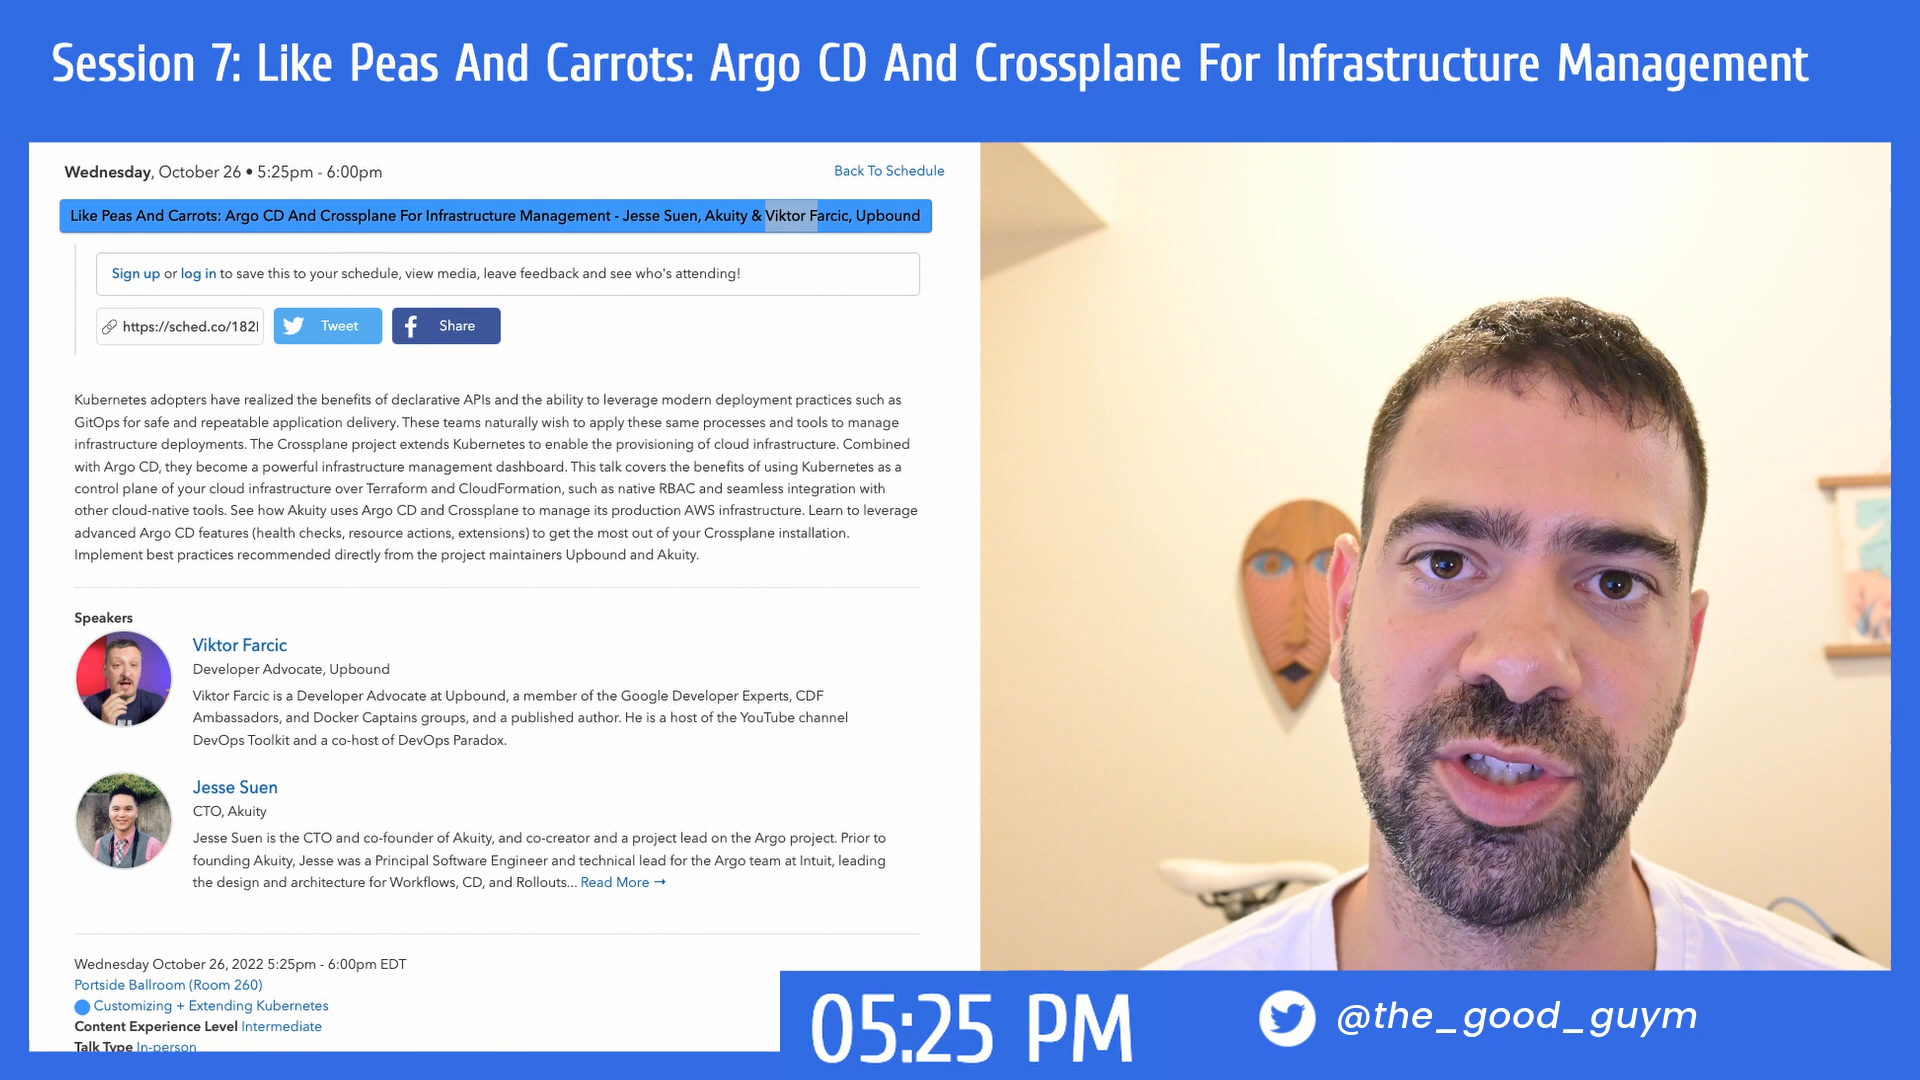 Session 7: Like Peas And Carrots: Argo CD And Crossplane For Infrastructure Management
Wednesday, October 26 • 5:25pm - 6:00pm
Back To Schedule
Like Peas And Carrots: Argo CD And Crossplane For Infrastructure Management - Jesse Suen, Akuity & Viktor Farcic, Upbound
Sign up or log in to save this to your schedule, view media, leave feedback and see who's attending!
https://sched.co/182
Tweet
Share
Kubernetes adopters have realized the benefits of declarative APIs and the ability to leverage modern deployment practices such as
GitOps for safe and repeatable application delivery. These teams naturally wish to apply these same processes and tools to manage
infrastructure deployments. The Crossplane project extends Kubernetes to enable the provisioning of cloud infrastructure. Combined
with Argo CD, they become a powerful infrastructure management dashboard. This talk covers the benefits of using Kubernetes as a
control plane of your cloud infrastructure over Terraform and CloudFormation, such as native RBAC and seamless integration with
other cloud-native tools. See how Akuity uses Argo CD and Crossplane to manage its production AWS infrastructure. Learn to leverage
advanced Argo CD features (health checks, resource actions, extensions) to get the most out of your Crossplane installation.
Implement best practices recommended directly from the project maintainers Upbound and Akuity.
Speakers
Viktor Farcic
Developer Advocate, Upbound
Viktor Farcic is a Developer Advocate at Upbound, a member of the Google Developer Experts, CDF
Ambassadors, and Docker Captains groups, and a published author. He is a host of the YouTube channel
DevOps Toolkit and a co-host of DevOps Paradox.
Jesse Suen
CTO, Akuity
Jesse Suen is the CTO and co-founder of Akuity, and co-creator and a project lead on the Argo project. Prior to
founding Akuity, Jesse was a Principal Software Engineer and technical lead for the Argo team at Intuit, leading
the design and architecture for Workflows, CD, and Rollouts... Read More →
Wednesday October 26, 2022 5:25pm - 6:00pm EDT
Portside Ballroom (Room 260)
Customizing + Extending Kubernetes
Content Experience Level Intermediate
Talk Type In-person
05:25 PM
@the_good_guym